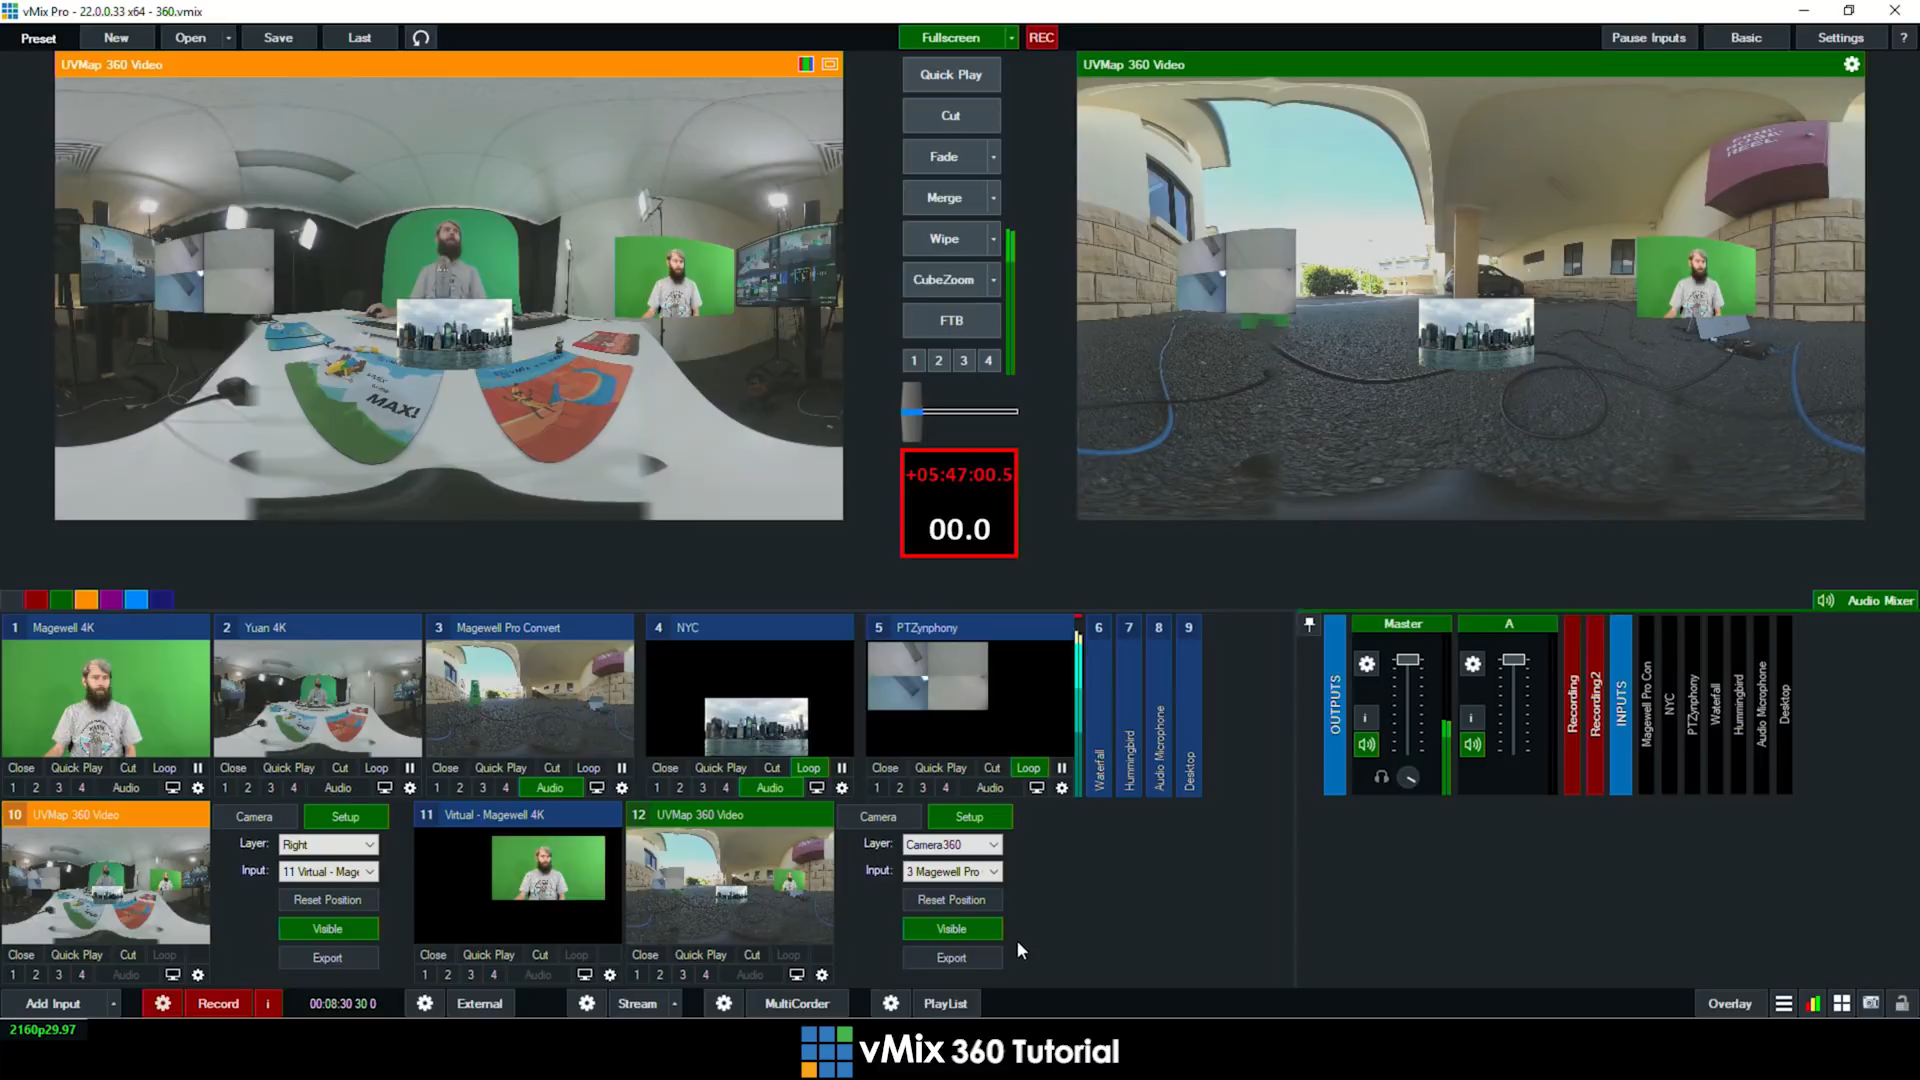 vMix Pro - 22.0.0.33 x64 - 360.vmix
Preset New Open Save Last Fullscreen REC Pause Inputs Basic Settings ?
UVMap 360 Video
UVMap 360 Video
Quick Play
Cut
Fade
Merge
Wipe
CubeZoom
FTB
1 2 3 4
+05:47:00.5
00.0
vMIX
MAX!
Audio Mixer
1 Magewell 4K
Close Quick Play Cut Loop
1 2 3 4 Audio
2 Yuan 4K
Close Quick Play Cut Loop
1 2 3 4 Audio
3 Magewell Pro Convert
Close Quick Play Cut Loop
1 2 3 4 Audio
4 NYC
Close Quick Play Cut Loop
1 2 3 4 Audio
5 PTZynphony
Close Quick Play Cut Loop
1 2 3 4 Audio
6 Waterfall
7 Hummingbird
8 Audio Microphone
9 Desktop
OUTPUTS
Master
i
A
i
Recording
Recording2
INPUTS
Magewell Pro Con
NYC
PTZynphony
Waterfall
Hummingbird
Audio Microphone
Desktop
10 UVMap 360 Video
Close Quick Play Cut Loop
1 2 3 4 Audio
Camera Setup
Layer: Right
Input: 11 Virtual - Mage
Reset Position
Visible
Export
11 Virtual - Magewell 4K
Close Quick Play Cut Loop
1 2 3 4 Audio
12 UVMap 360 Video
Close Quick Play Cut Loop
1 2 3 4 Audio
Camera Setup
Layer: Camera360
Input: 3 Magewell Pro
Reset Position
Visible
Export
Add Input Record i 00:08:30 30 0 External Stream MultiCorder PlayList Overlay
2160p29.97
vMix 360 Tutorial